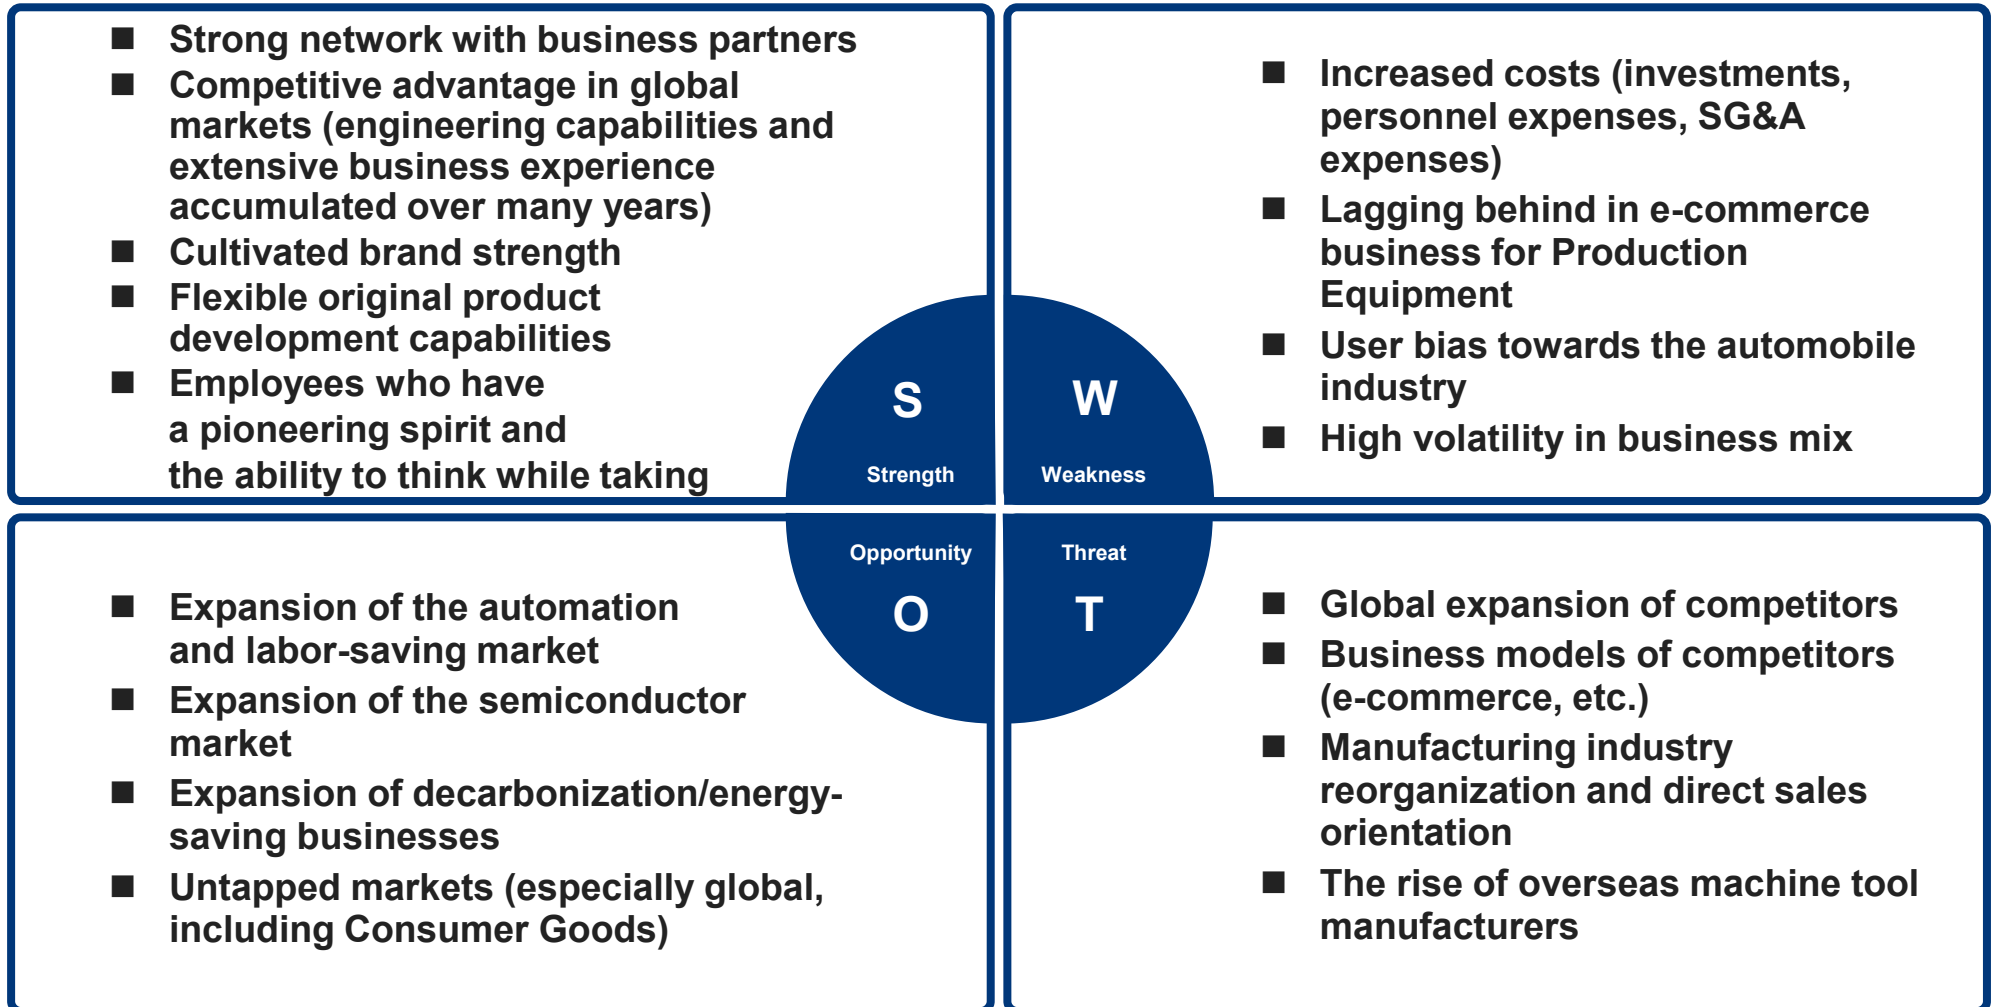 ■ Strong network with business partners
■ Competitive advantage in global
markets (engineering capabilities and
extensive business experience
accumulated over many years)
■ Cultivated brand strength
■ Flexible original product
development capabilities
■ Employees who have
a pioneering spirit and
the ability to think while taking
S
Strength
■ Increased costs (investments,
personnel expenses, SG&A
expenses)
■ Lagging behind in e-commerce
business for Production
Equipment
■ User bias towards the automobile
industry
■ High volatility in business mix
W
Weakness
Opportunity
O
■ Expansion of the automation
and labor-saving market
■ Expansion of the semiconductor
market
■ Expansion of decarbonization/energy-
saving businesses
■ Untapped markets (especially global,
including Consumer Goods)
Threat
T
■ Global expansion of competitors
■ Business models of competitors
(e-commerce, etc.)
■ Manufacturing industry
reorganization and direct sales
orientation
■ The rise of overseas machine tool
manufacturers